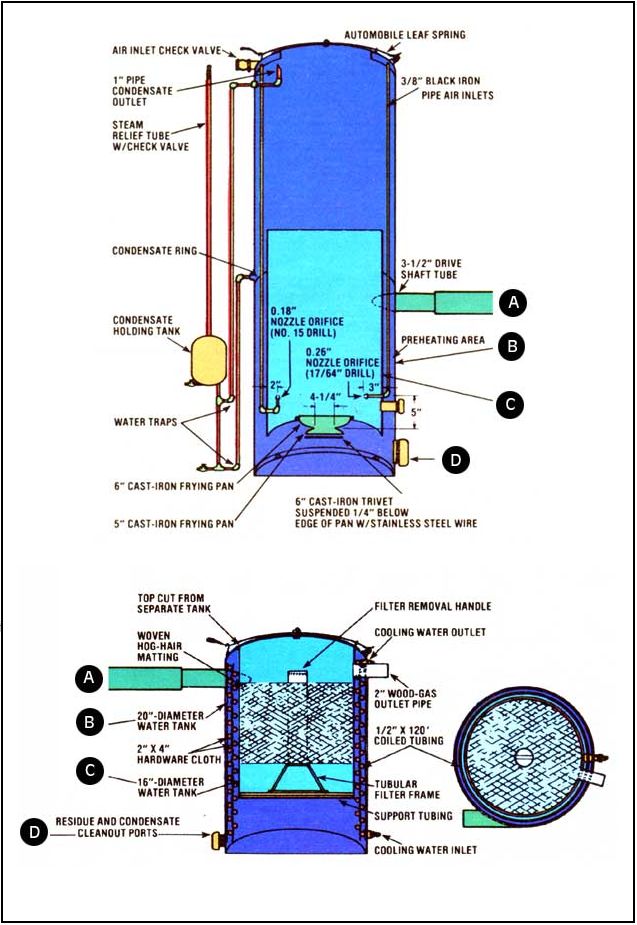 AUTOMOBILE LEAF SPRING
AIR INLET CHECK VALVE
1" PIPE
CONDENSATE
OUTLET
3/8" BLACK IRON
PIPE AIR INLETS
STEAM
RELIEF TUBE
W/CHECK VALVE
CONDENSATE RING
3-1/2" DRIVE
SHAFT TUBE
A
0.18"
NOZZLE ORIFICE
(NO. 15 DRILL)
CONDENSATE
HOLDING TANK
PREHEATING AREA
B
0.26"
NOZZLE ORIFICE
(17/64" DRILL)
2"
3"
4-1/4"
C
5"
WATER TRAPS
D
6" CAST-IRON FRYING PAN
5" CAST-IRON FRYING PAN
6" CAST-IRON TRIVET
SUSPENDED 1/4" BELOW
EDGE OF PAN W/STAINLESS STEEL WIRE
TOP CUT FROM
SEPARATE TANK
FILTER REMOVAL HANDLE
WOVEN
HOG-HAIR
MATTING
COOLING WATER OUTLET
A
2" WOOD-GAS
OUTLET PIPE
B
20"-DIAMETER
WATER TANK
1/2" X 120'
COILED TUBING
2" X 4"
HARDWARE CLOTH
C
16"-DIAMETER
WATER TANK
TUBULAR
FILTER FRAME
SUPPORT TUBING
D
RESIDUE AND CONDENSATE
CLEANOUT PORTS
COOLING WATER INLET